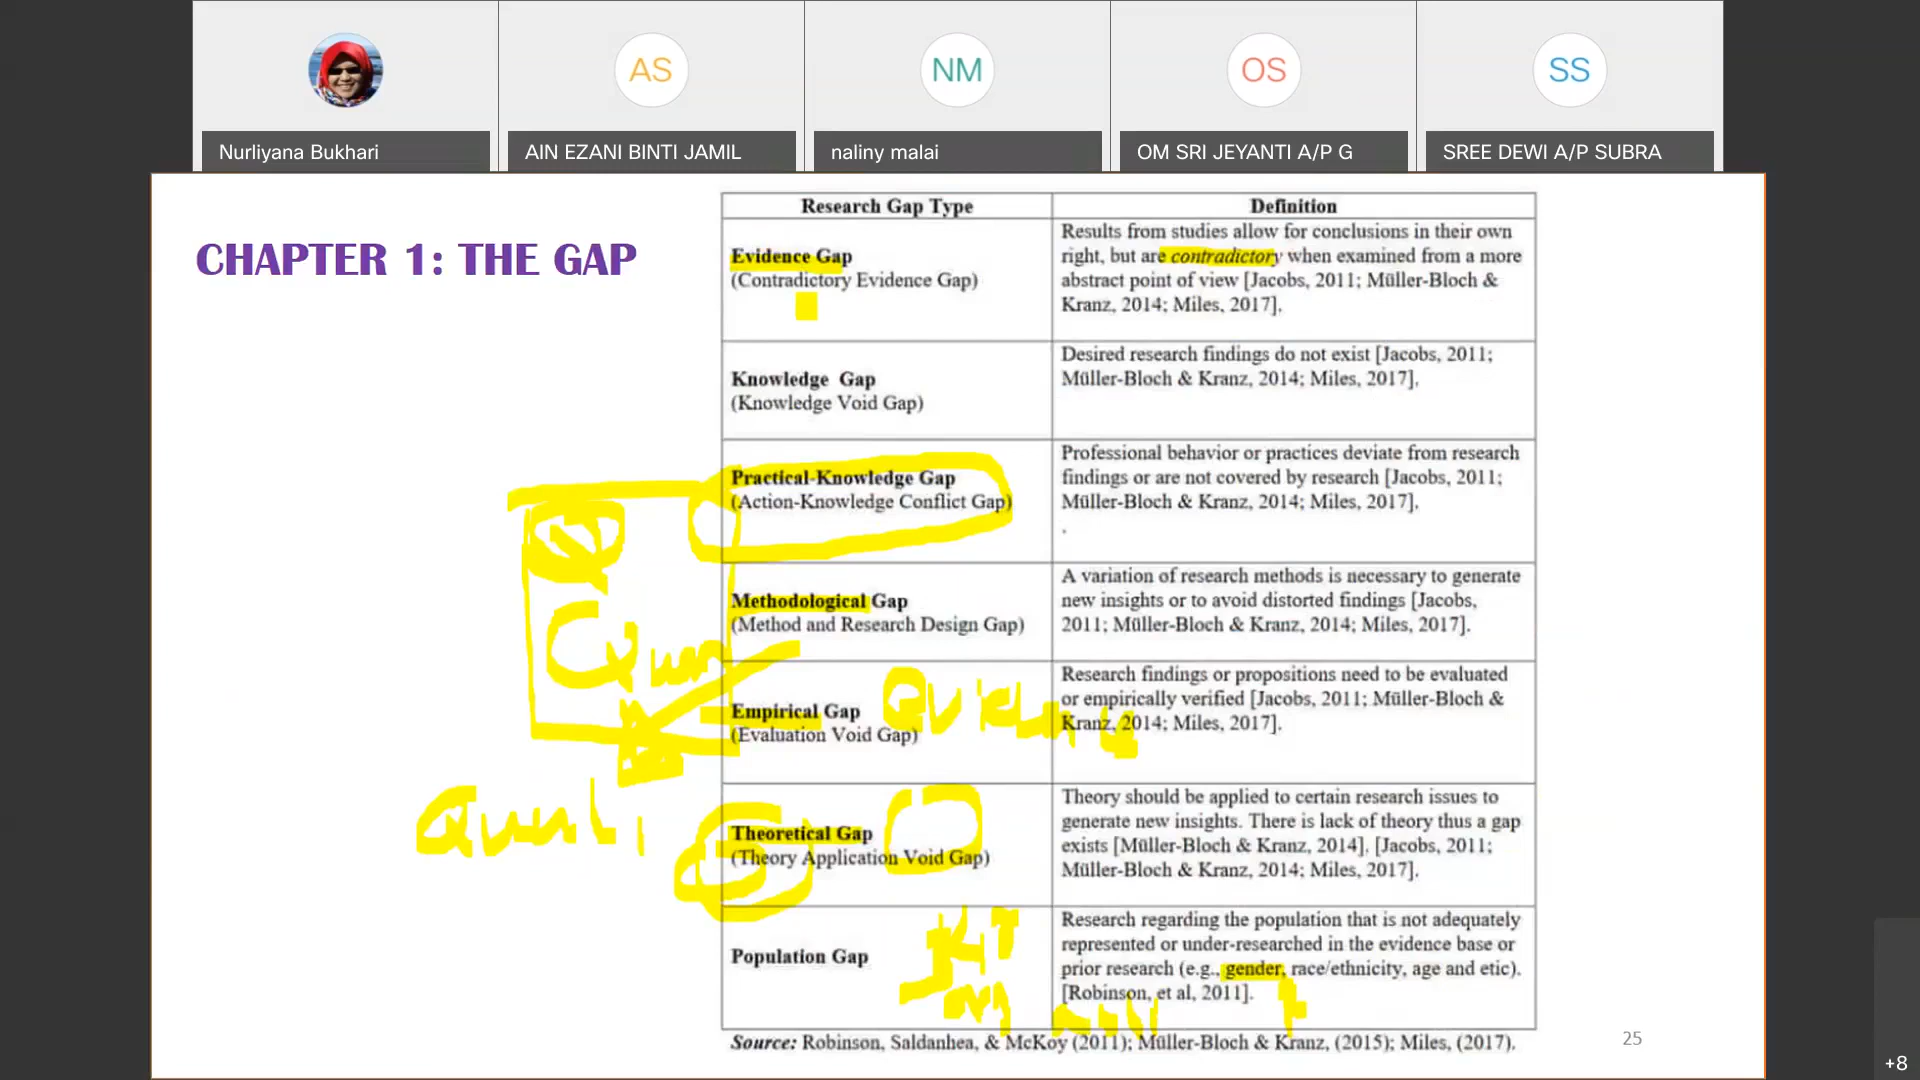 AS
NM
OS
SS
Nurliyana Bukhari
AIN EZANI BINTI JAMIL
naliny malai
OM SRI JEYANTI A/P G
SREE DEWI A/P SUBRA
CHAPTER 1: THE GAP
Research Gap Type
Definition
Evidence Gap
(Contradictory Evidence Gap)
Results from studies allow for conclusions in their own
right, but are contradictory when examined from a more
abstract point of view [Jacobs, 2011; Müller-Bloch &
Kranz, 2014; Miles, 2017].
Knowledge Gap
(Knowledge Void Gap)
Desired research findings do not exist [Jacobs, 2011;
Müller-Bloch & Kranz, 2014; Miles, 2017].
Practical-Knowledge Gap
(Action-Knowledge Conflict Gap)
Professional behavior or practices deviate from research
findings or are not covered by research [Jacobs, 2011;
Müller-Bloch & Kranz, 2014; Miles, 2017].
.
Methodological Gap
(Method and Research Design Gap)
A variation of research methods is necessary to generate
new insights or to avoid distorted findings [Jacobs,
2011; Müller-Bloch & Kranz, 2014; Miles, 2017].
Empirical Gap
(Evaluation Void Gap)
Research findings or propositions need to be evaluated
or empirically verified [Jacobs, 2011; Müller-Bloch &
Kranz, 2014; Miles, 2017].
Theoretical Gap
(Theory Application Void Gap)
Theory should be applied to certain research issues to
generate new insights. There is lack of theory thus a gap
exists [Müller-Bloch & Kranz, 2014]. [Jacobs, 2011;
Müller-Bloch & Kranz, 2014; Miles, 2017].
Population Gap
Research regarding the population that is not adequately
represented or under-researched in the evidence base or
prior research (e.g., gender, race/ethnicity, age and etic).
[Robinson, et al, 2011].
Source: Robinson, Saldanhea, & McKoy (2011); Müller-Bloch & Kranz, (2015); Miles, (2017).
25
+8